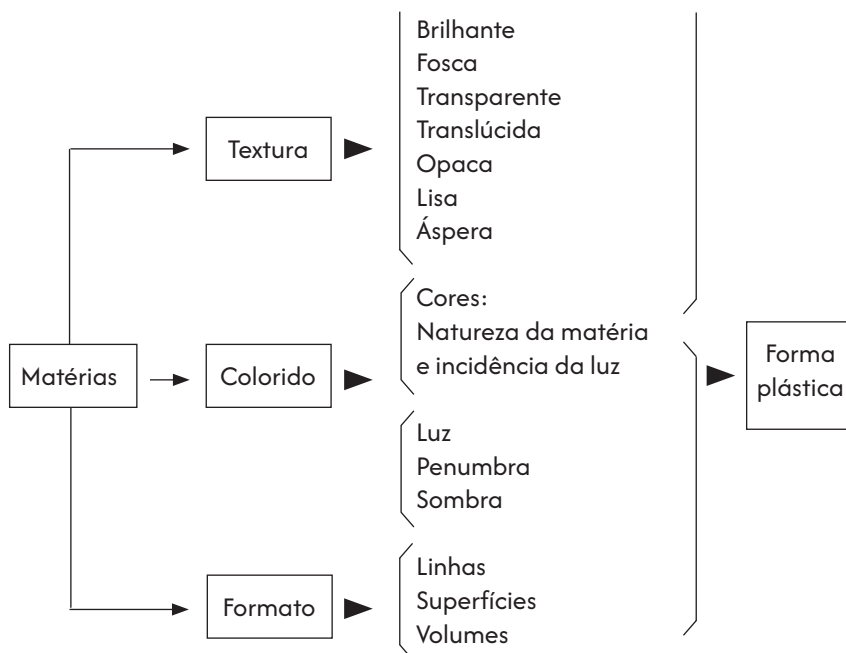 Matérias
Textura
Brilhante
Fosca
Transparente
Translúcida
Opaca
Lisa
Áspera
Colorido
Cores:
Natureza da matéria
e incidência da luz
Luz
Penumbra
Sombra
Formato
Linhas
Superfícies
Volumes
Forma
plástica